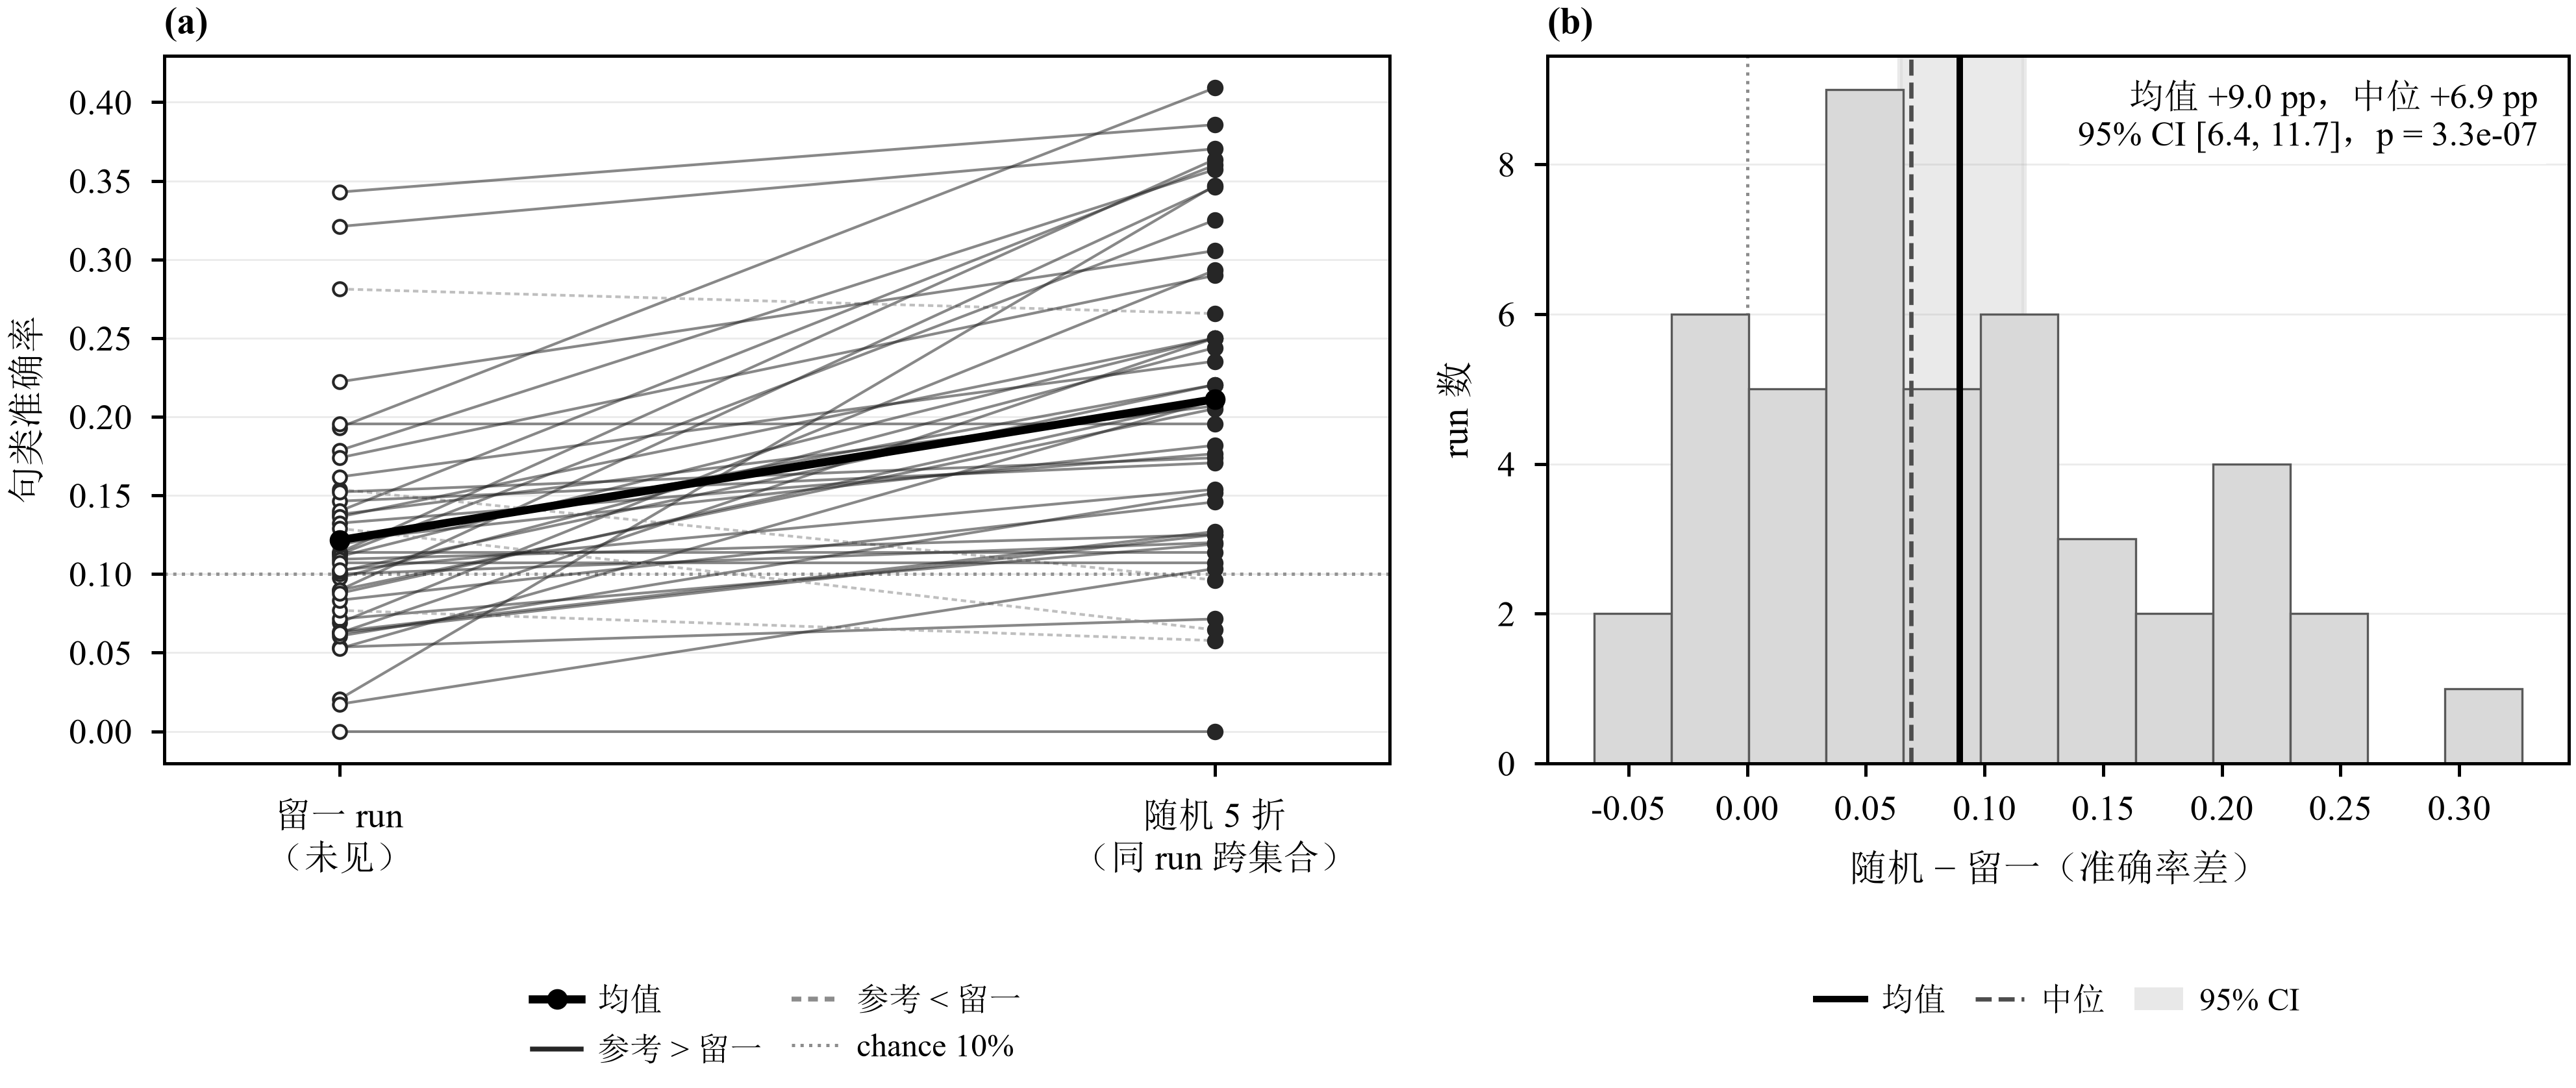 (a)
句类准确率
0.40
0.35
0.30
0.25
0.20
0.15
0.10
0.05
0.00
留一 run
（未见）
随机 5 折
（同 run 跨集合）
均值
参考 > 留一
参考 < 留一
chance 10%
(b)
均值 +9.0 pp，中位 +6.9 pp
95% CI [6.4, 11.7]，p = 3.3e-07
run 数
8
6
4
2
0
-0.05
0.00
0.05
0.10
0.15
0.20
0.25
0.30
随机 – 留一（准确率差）
均值
中位
95% CI